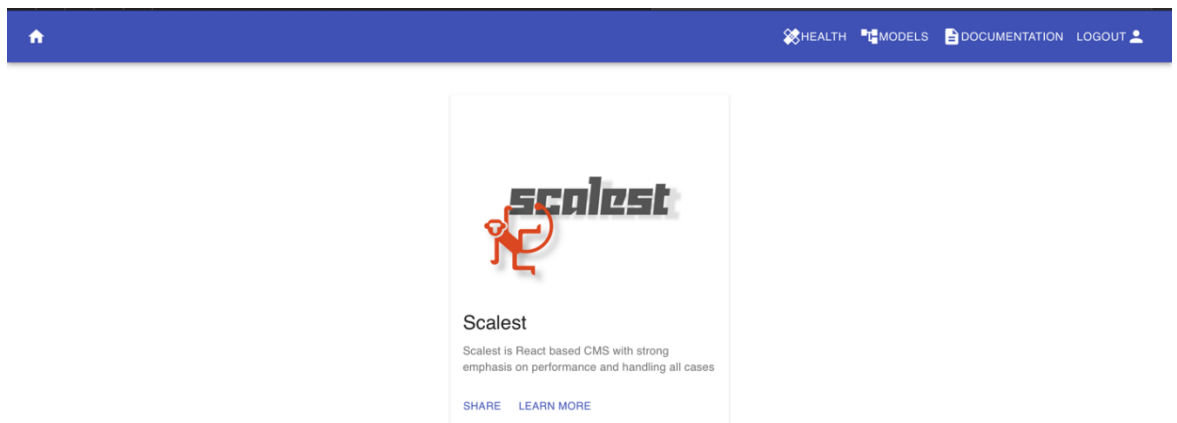 HEALTH MODELS DOCUMENTATION LOGOUT
scalest
Scalest
Scalest is React based CMS with strong
emphasis on performance and handling all cases
SHARE LEARN MORE